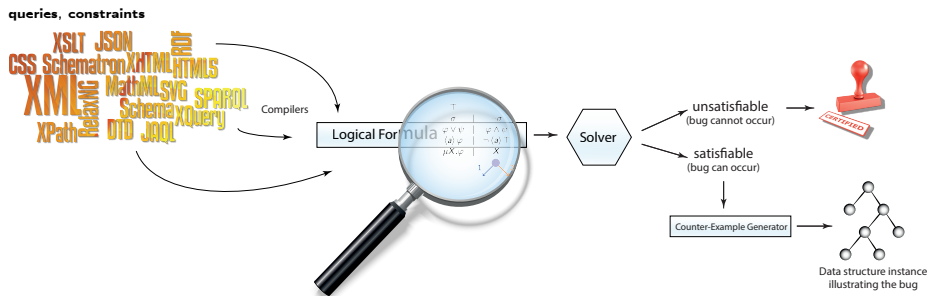 queries, constraints
XSLT JSON RDF
CSS Schematron XHTML HTML5
XML RelaxNG MathML SVG SPARQL
Schema XQuery
XPath DTD JAQL
Compilers
Logical Formula
⊤
σ
φ ∨ ψ | φ ∧ ψ
⟨a⟩ φ | ¬⟨a⟩ ⊤
μX.φ | X
1
Solver
unsatisfiable
(bug cannot occur)
CERTIFIED
satisfiable
(bug can occur)
Counter-Example Generator
Data structure instance
illustrating the bug